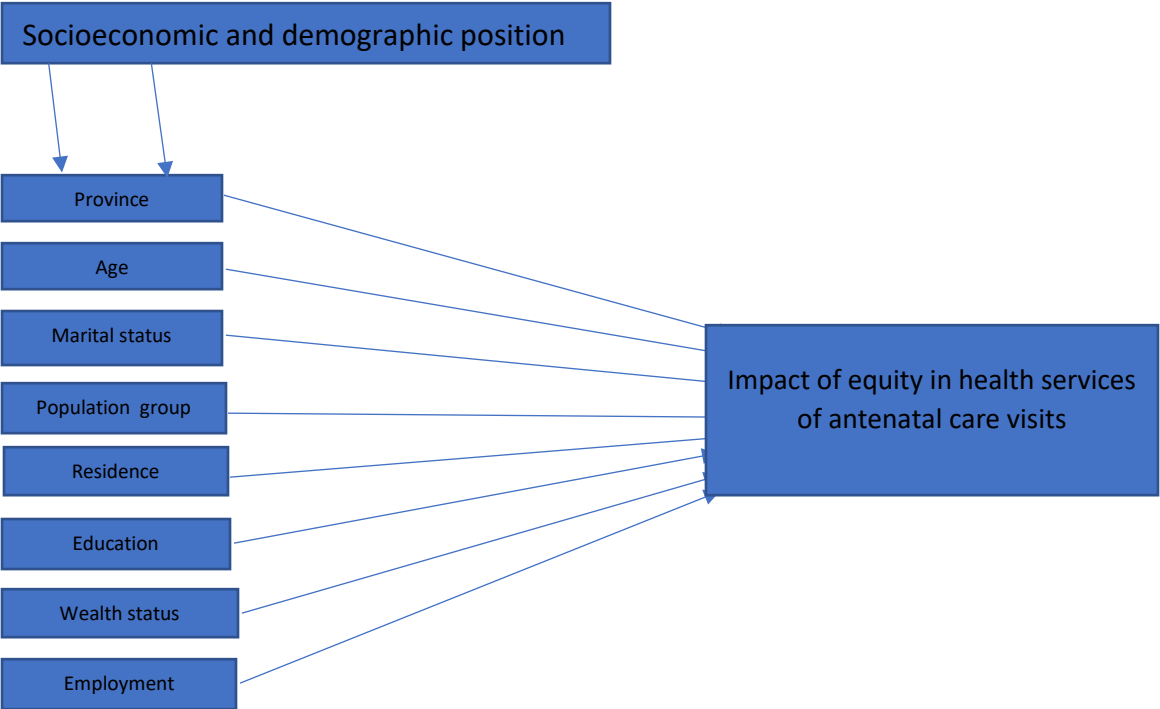 Socioeconomic and demographic position
Province
Age
Marital status
Population group
Residence
Education
Wealth status
Employment
Impact of equity in health services
of antenatal care visits